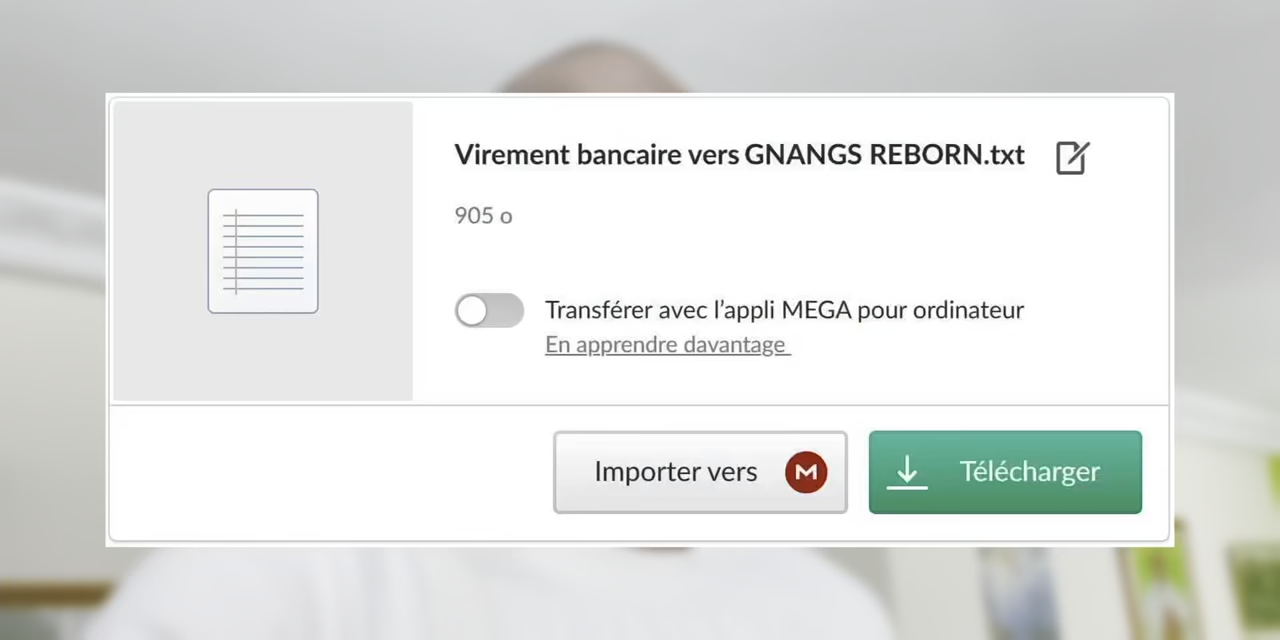 Virement bancaire vers GNANGS REBORN.txt
905 o
Transférer avec l’appli MEGA pour ordinateur
En apprendre davantage
Importer vers M
Télécharger